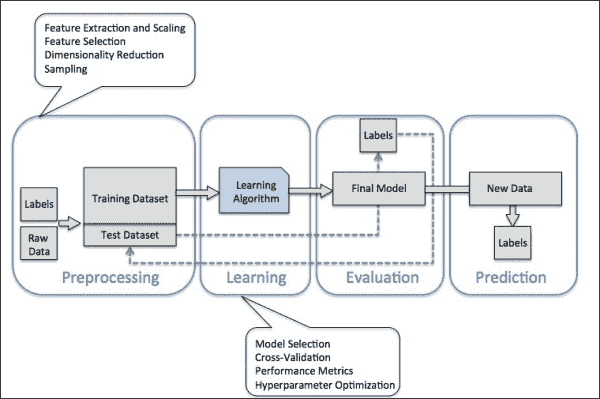 Feature Extraction and Scaling
Feature Selection
Dimensionality Reduction
Sampling
Labels
Training Dataset
Learning
Algorithm
Final Model
New Data
Labels
Raw
Data
Test Dataset
Labels
Preprocessing
Learning
Evaluation
Prediction
Model Selection
Cross-Validation
Performance Metrics
Hyperparameter Optimization